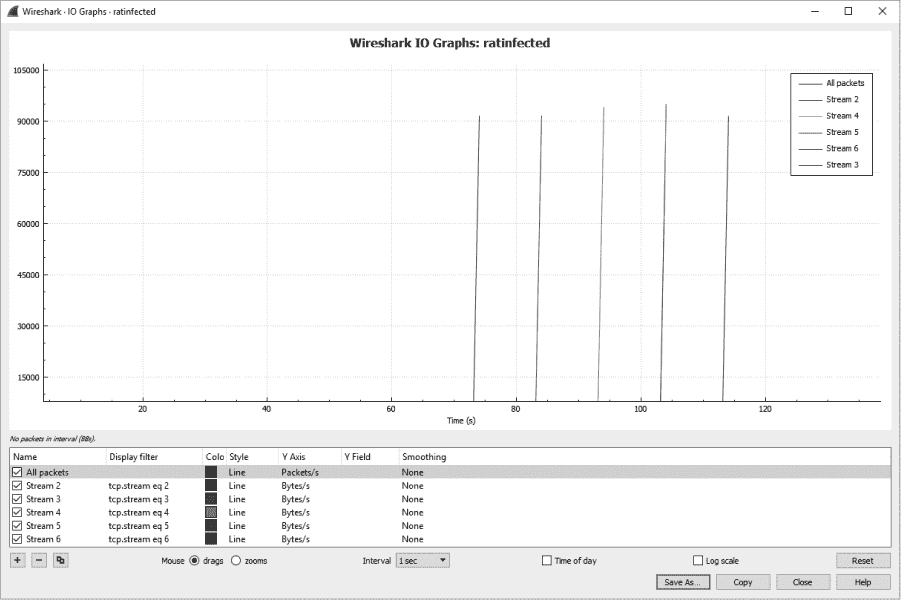 Wireshark · IO Graphs · ratinfected
Wireshark IO Graphs: ratinfected
105000
90000
75000
60000
45000
30000
15000
All packets
Stream 2
Stream 4
Stream 5
Stream 6
Stream 3
20 40 60 80 100 120
Time (s)
No packets in interval (88s).
Name Display filter Colo Style Y Axis Y Field Smoothing
All packets Line Packets/s None
Stream 2 tcp.stream eq 2 Line Bytes/s None
Stream 3 tcp.stream eq 3 Line Bytes/s None
Stream 4 tcp.stream eq 4 Line Bytes/s None
Stream 5 tcp.stream eq 5 Line Bytes/s None
Stream 6 tcp.stream eq 6 Line Bytes/s None
Mouse drags zooms Interval 1 sec Time of day Log scale Reset
Save As... Copy Close Help